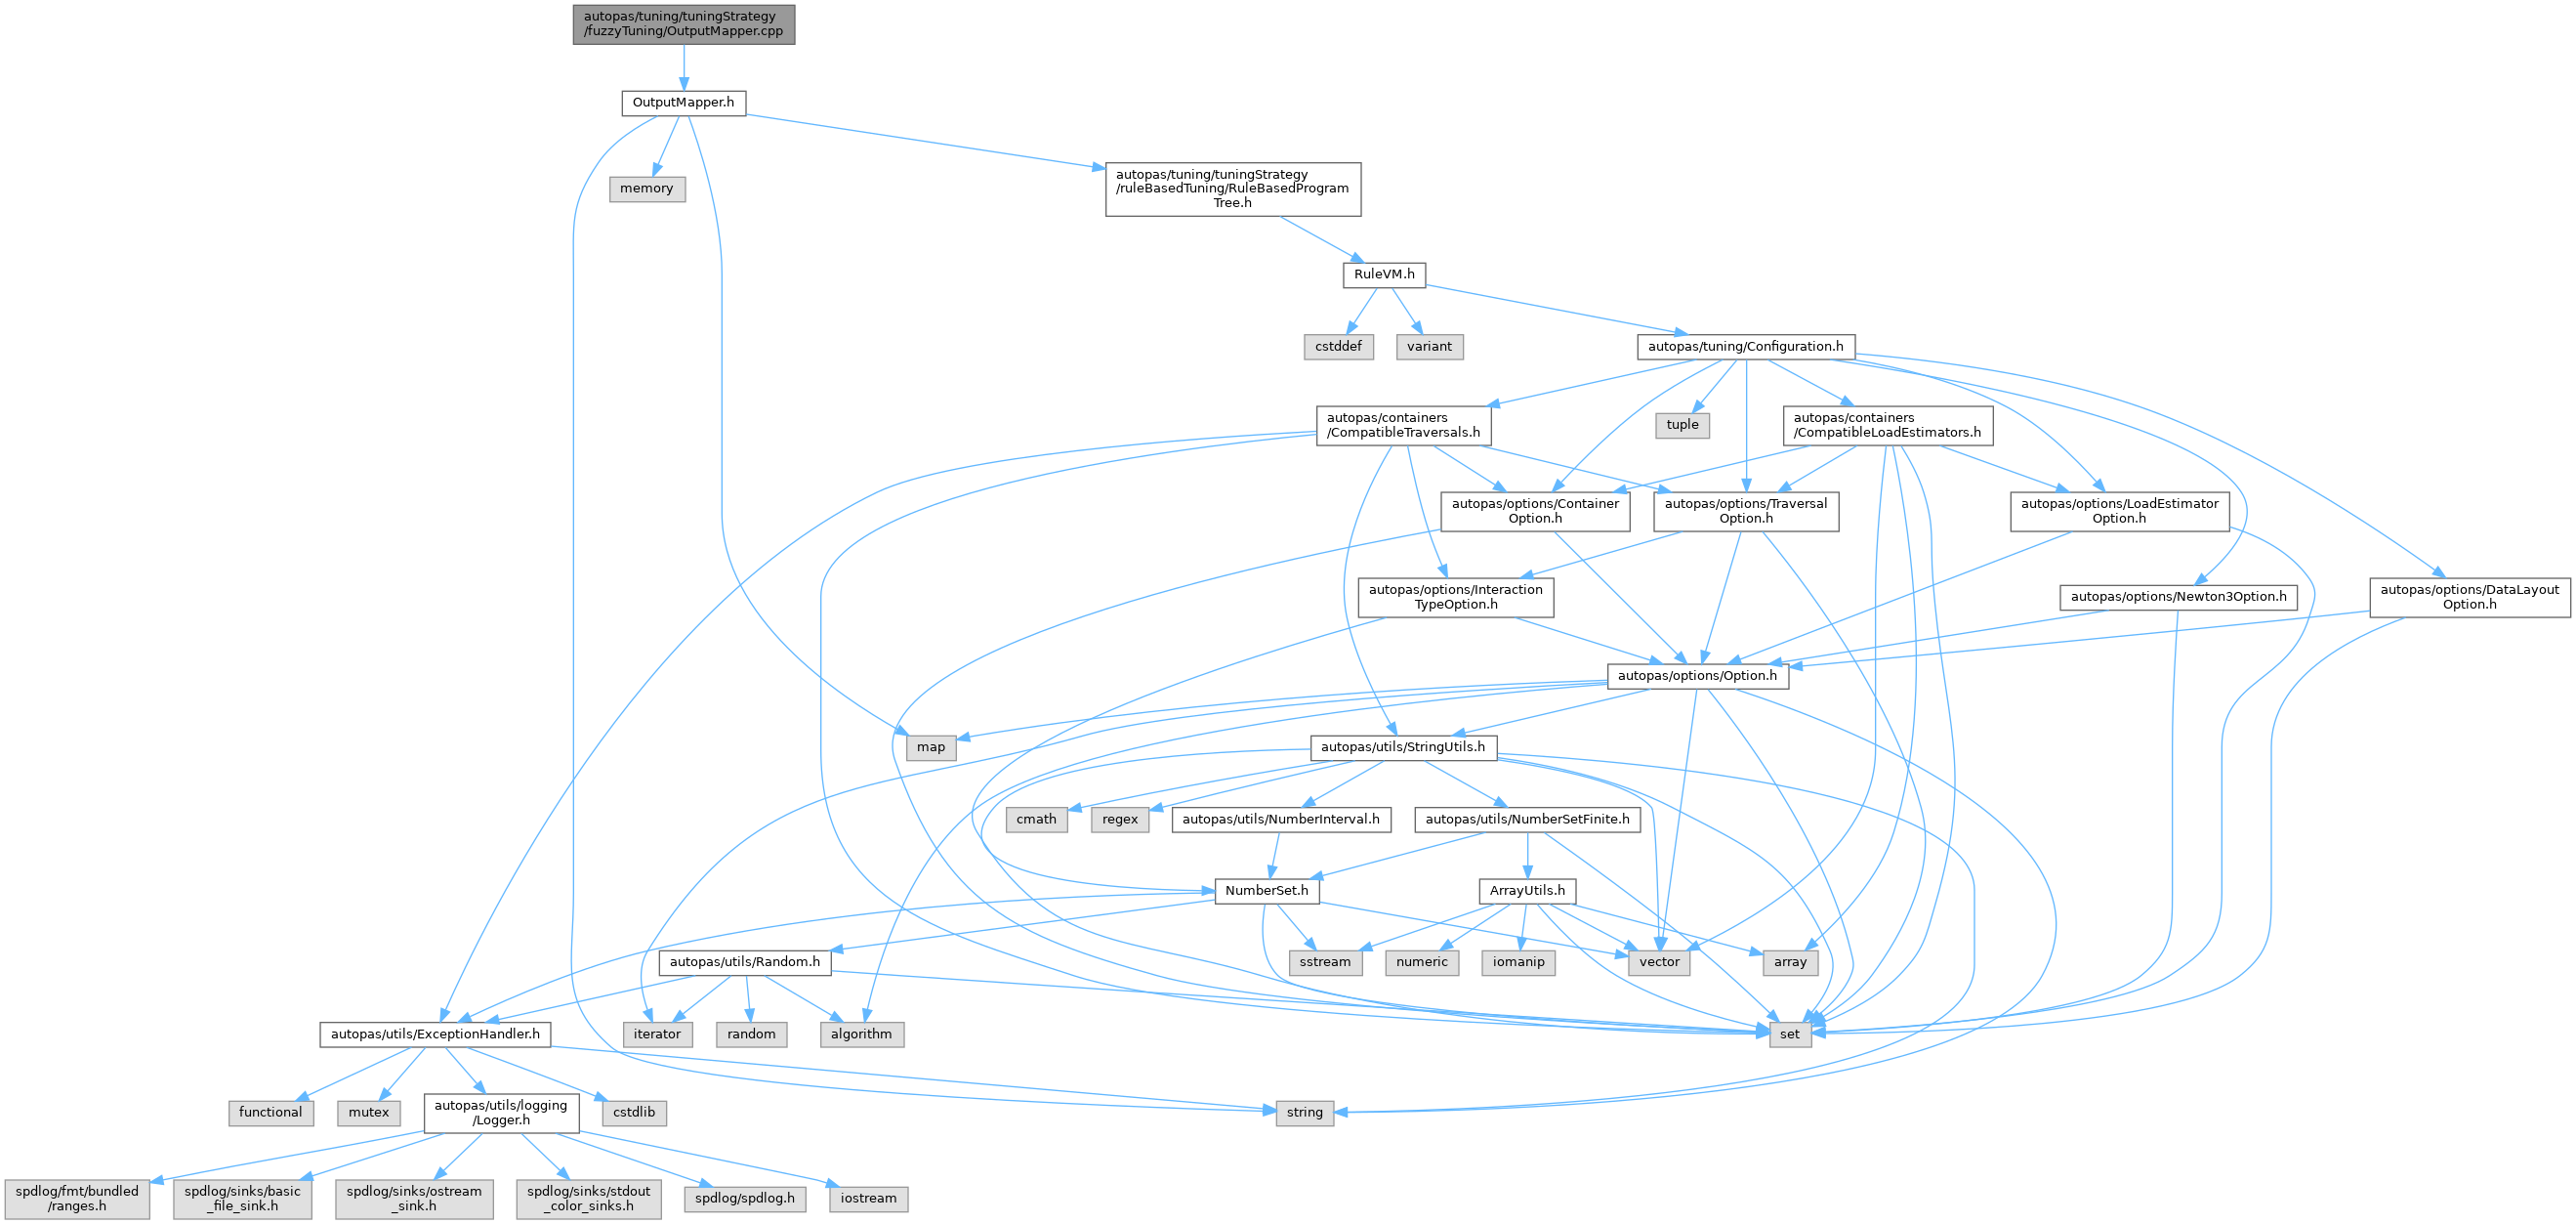 autopas/tuning/tuningStrategy
/fuzzyTuning/OutputMapper.cpp
OutputMapper.h
memory
autopas/tuning/tuningStrategy
/ruleBasedTuning/RuleBasedProgram
Tree.h
RuleVM.h
cstddef
variant
autopas/tuning/Configuration.h
autopas/containers
/CompatibleTraversals.h
tuple
autopas/containers
/CompatibleLoadEstimators.h
autopas/options/Container
Option.h
autopas/options/Traversal
Option.h
autopas/options/LoadEstimator
Option.h
autopas/options/Interaction
TypeOption.h
autopas/options/Newton3Option.h
autopas/options/DataLayout
Option.h
autopas/options/Option.h
map
autopas/utils/StringUtils.h
cmath
regex
autopas/utils/NumberInterval.h
autopas/utils/NumberSetFinite.h
NumberSet.h
ArrayUtils.h
autopas/utils/Random.h
sstream
numeric
iomanip
vector
array
autopas/utils/ExceptionHandler.h
iterator
random
algorithm
set
functional
mutex
autopas/utils/logging
/Logger.h
cstdlib
string
spdlog/fmt/bundled
/ranges.h
spdlog/sinks/basic
_file_sink.h
spdlog/sinks/ostream
_sink.h
spdlog/sinks/stdout
_color_sinks.h
spdlog/spdlog.h
iostream